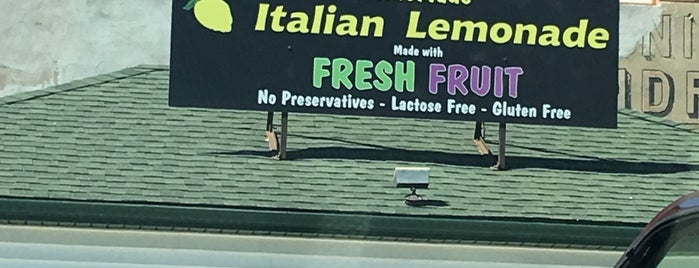 Italian Lemonade
Made with
FRESH FRUIT
No Preservatives - Lactose Free - Gluten Free